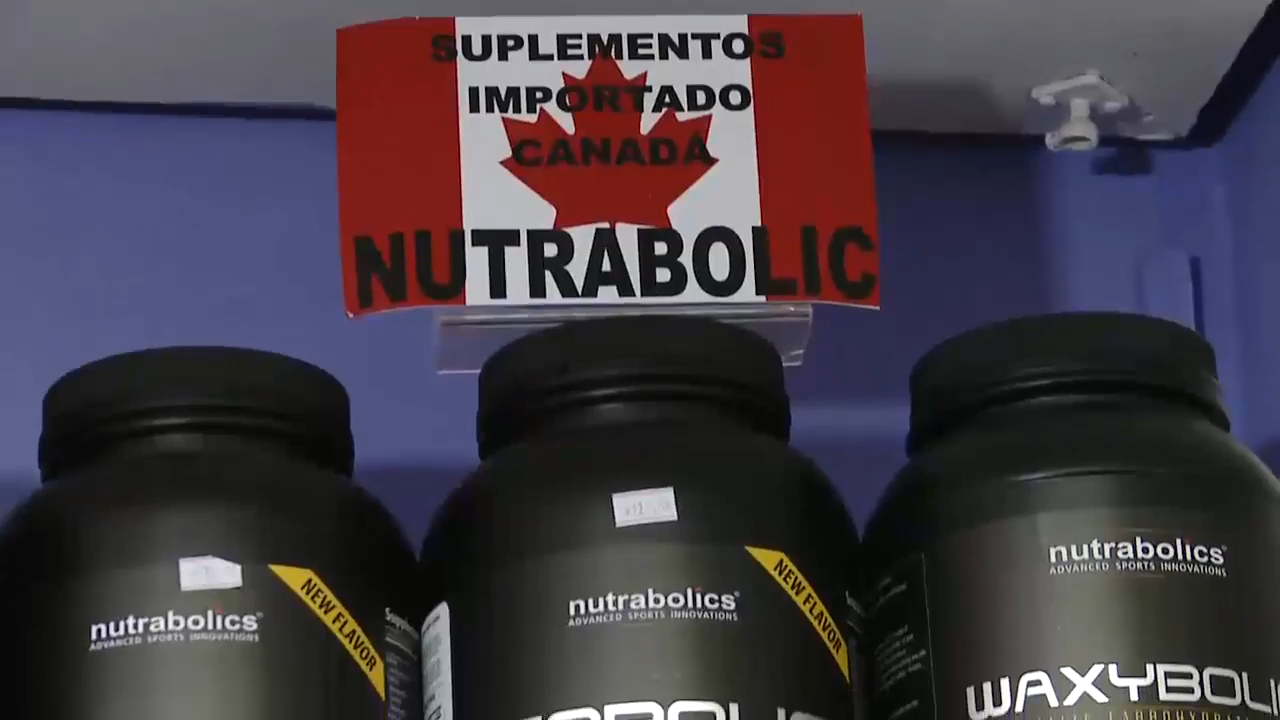 SUPLEMENTOS
IMPORTADO
CANADÁ
NUTRABOLIC
nutrabolics
ADVANCED SPORTS INNOVATIONS
NEW FLAVOR
nutrabolics
ADVANCED SPORTS INNOVATIONS
NEW FLAVOR
nutrabolics
ADVANCED SPORTS INNOVATIONS
WAXYBOLI